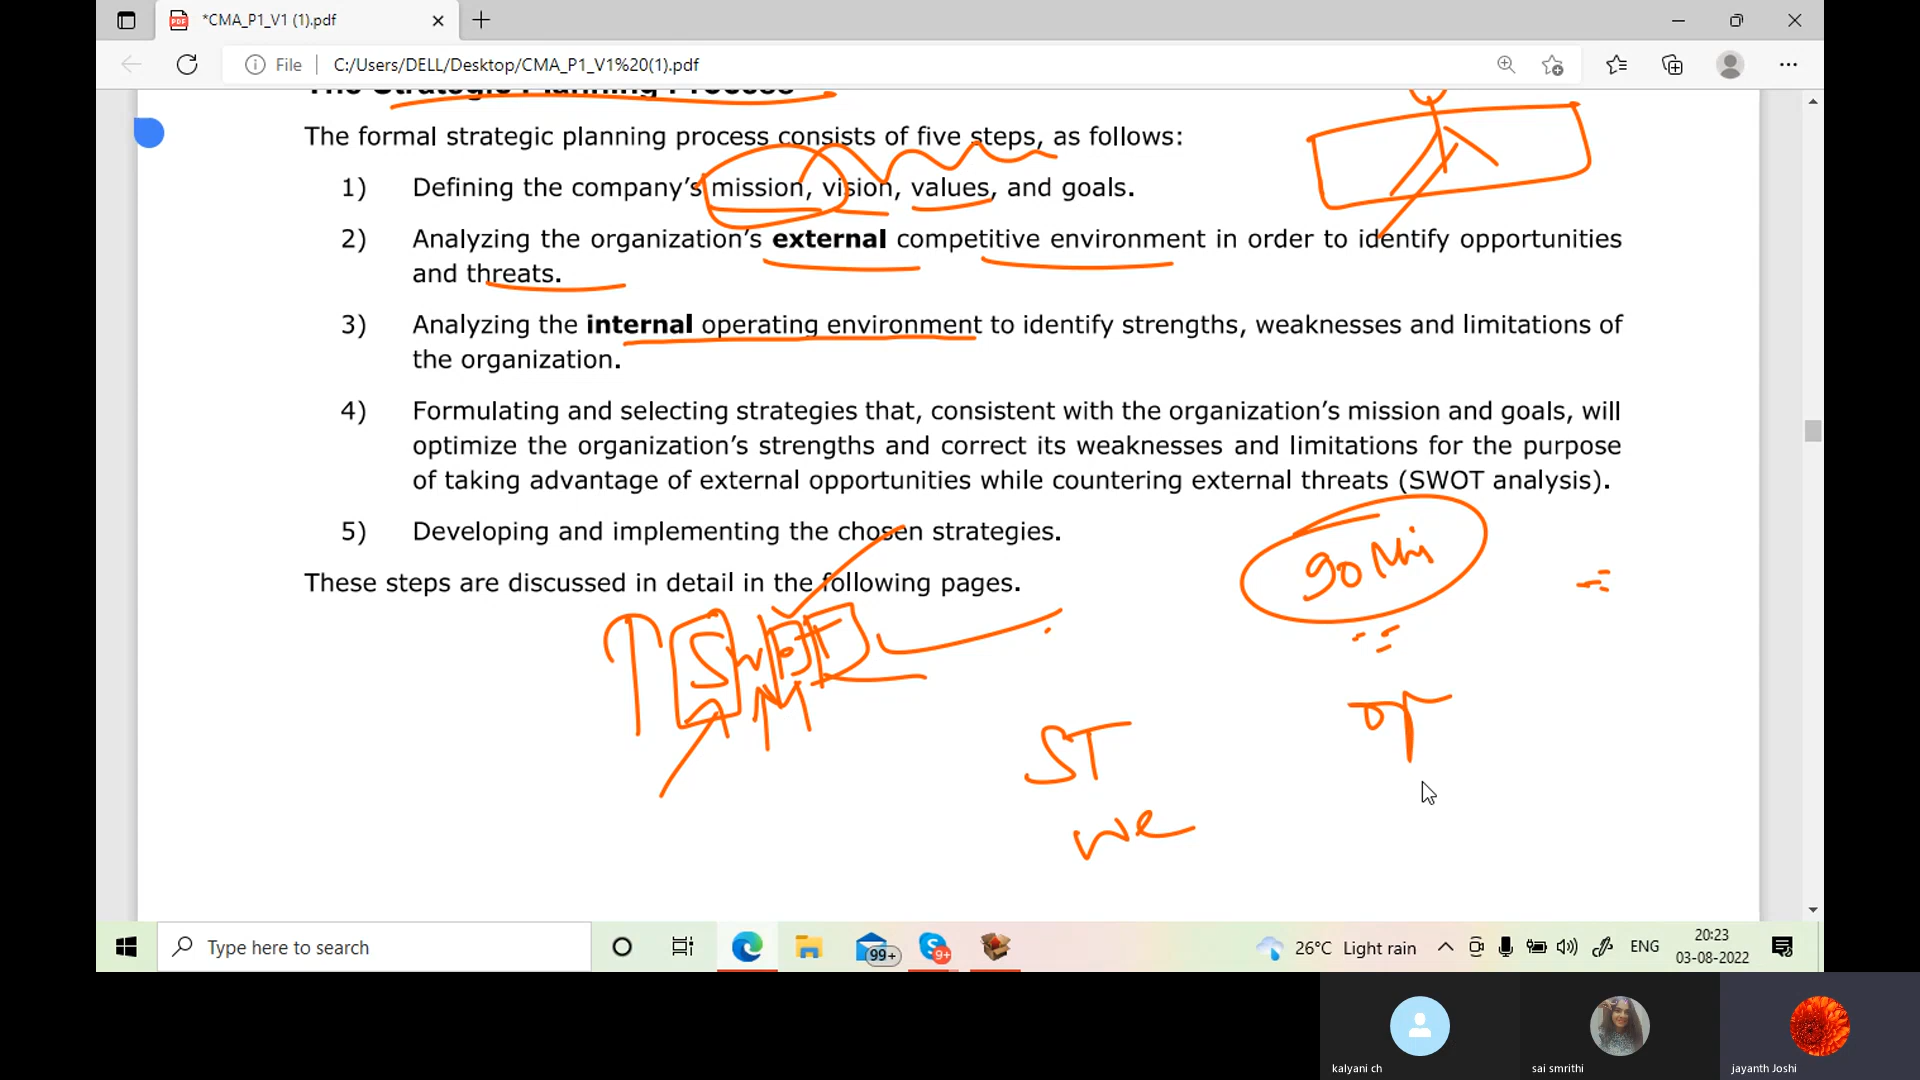 *CMA_P1_V1 (1).pdf
File
C:/Users/DELL/Desktop/CMA_P1_V1%20(1).pdf
The Strategic Planning Process
The formal strategic planning process consists of five steps, as follows:
1) Defining the company's mission, vision, values, and goals.
2) Analyzing the organization's external competitive environment in order to identify opportunities
and threats.
3) Analyzing the internal operating environment to identify strengths, weaknesses and limitations of
the organization.
4) Formulating and selecting strategies that, consistent with the organization's mission and goals, will
optimize the organization's strengths and correct its weaknesses and limitations for the purpose
of taking advantage of external opportunities while countering external threats (SWOT analysis).
5) Developing and implementing the chosen strategies.
These steps are discussed in detail in the following pages.
90 Min
SWOT
ST
we
op
Type here to search
99+
9+
26°C Light rain
ENG
20:23
03-08-2022
kalyani ch
sai smrithi
jayanth Joshi